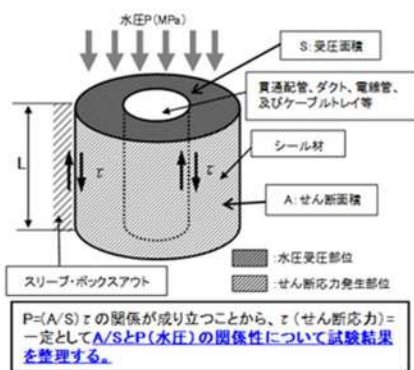 水圧P(MPa)
S:受圧面積
貫通配管、ダクト、電線管、
及びケーブルトレイ等
L
τ
τ
シール材
A:せん断面積
スリーブ・ボックスアウト
:水圧受圧部位
:せん断応力発生部位
P=(A/S)τの関係が成り立つことから、τ(せん断応力)=
一定としてA/SとP(水圧)の関係性について試験結果
を整理する。